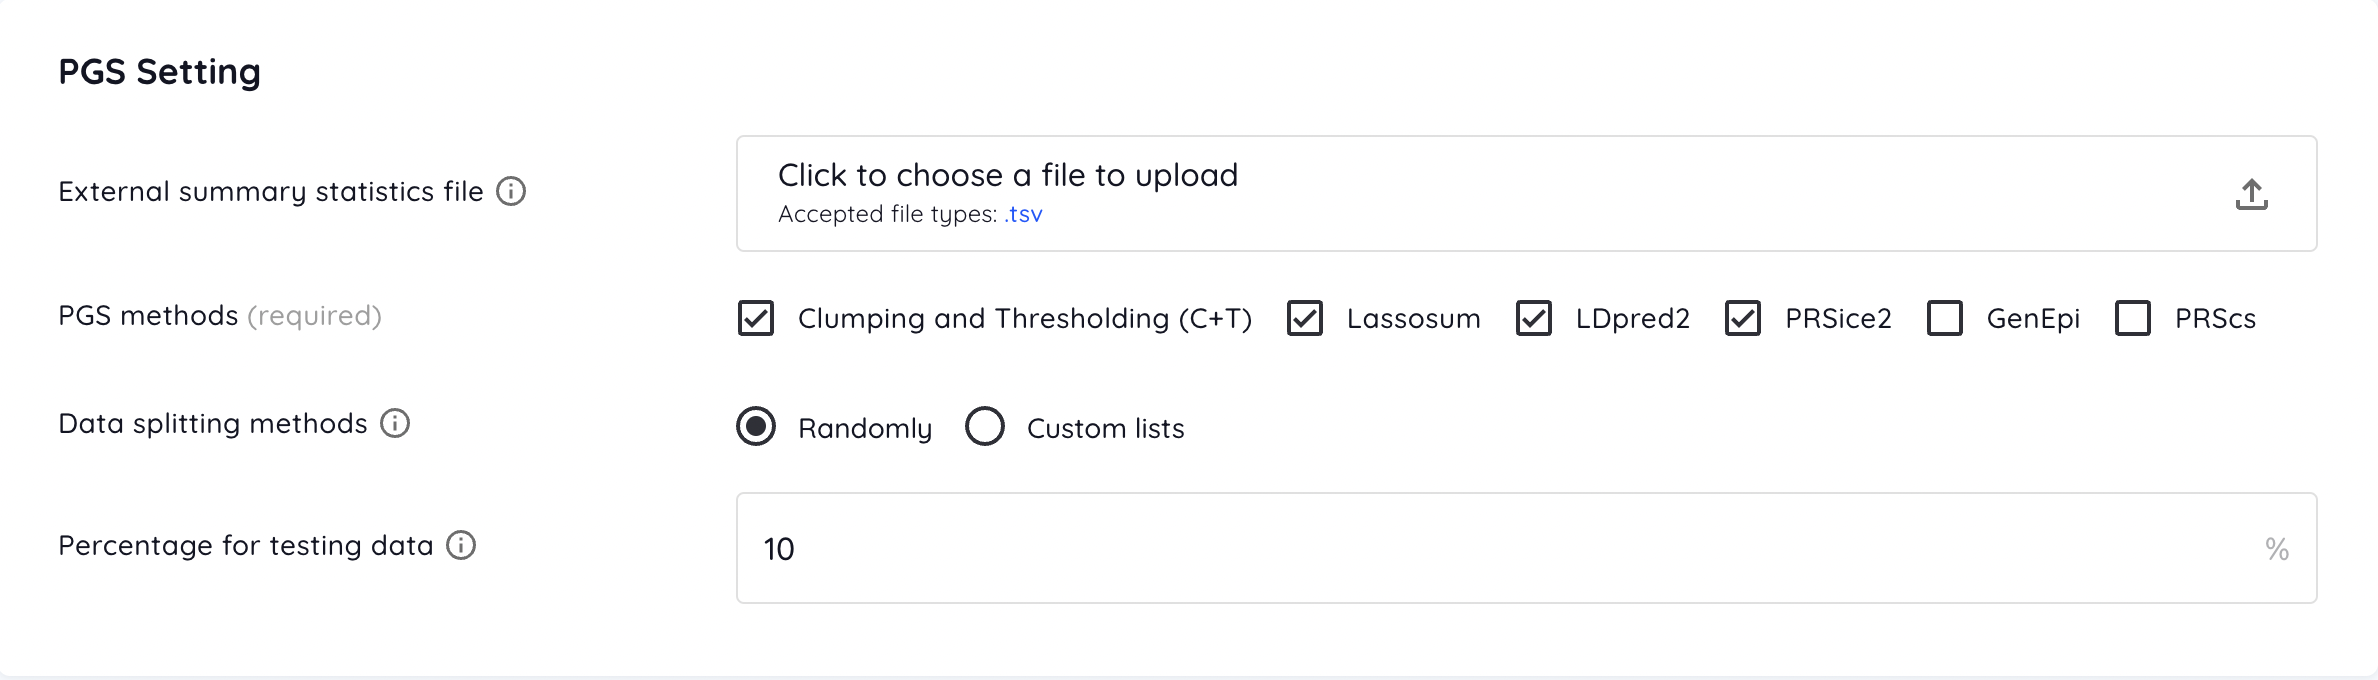 PGS Setting
External summary statistics file
Click to choose a file to upload
Accepted file types: .tsv
PGS methods (required)
Clumping and Thresholding (C+T) Lassosum LDpred2 PRSice2 GenEpi PRScs
Data splitting methods
Randomly Custom lists
Percentage for testing data
10 %